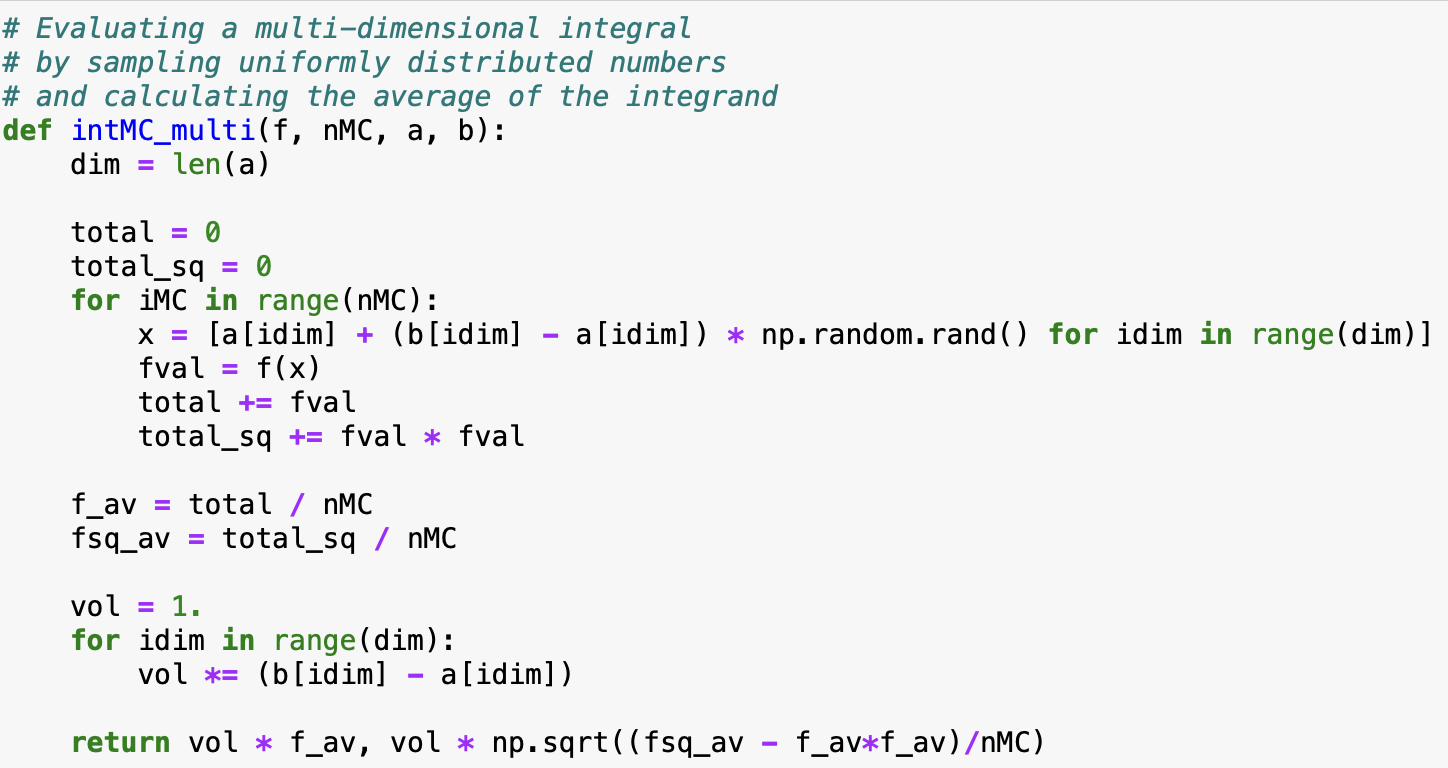 # Evaluating a multi-dimensional integral
# by sampling uniformly distributed numbers
# and calculating the average of the integrand
def intMC_multi(f, nMC, a, b):
    dim = len(a)

    total = 0
    total_sq = 0
    for iMC in range(nMC):
        x = [a[idim] + (b[idim] - a[idim]) * np.random.rand() for idim in range(dim)]
        fval = f(x)
        total += fval
        total_sq += fval * fval

    f_av = total / nMC
    fsq_av = total_sq / nMC

    vol = 1.
    for idim in range(dim):
        vol *= (b[idim] - a[idim])

    return vol * f_av, vol * np.sqrt((fsq_av - f_av*f_av)/nMC)